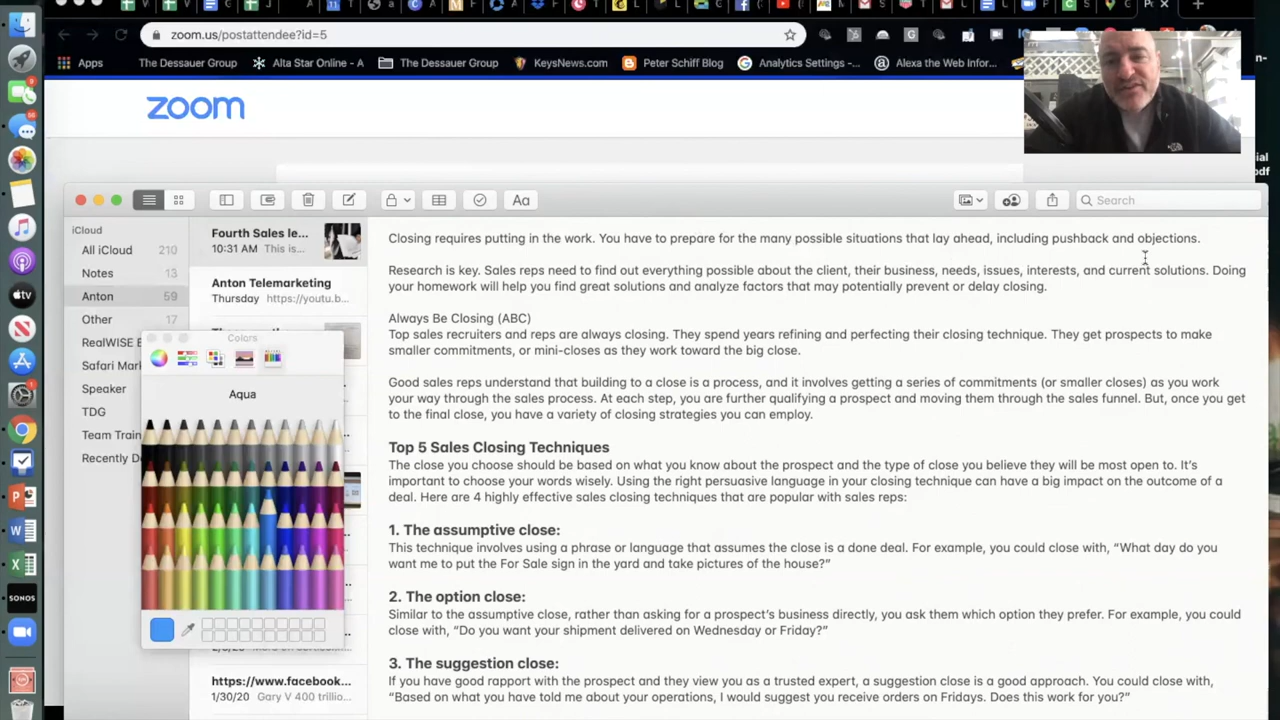 zoom.us/postattendee?id=5
Apps
The Dessauer Group
Alta Star Online - A
The Dessauer Group
KeysNews.com
Peter Schiff Blog
Analytics Settings -...
Alexa the Web Infor...
zoom
Aa
Search
iCloud
All iCloud 210
Notes 13
Anton 59
Other 17
RealWISE
Safari Mar
Speaker
TDG
Team Train
Recently D
Fourth Sales le...
10:31 AM This is...
Anton Telemarketing
Thursday https://youtu.b...
https://www.facebook...
1/30/20 Gary V 400 trillio...
Colors
Aqua
SONOS
Closing requires putting in the work. You have to prepare for the many possible situations that lay ahead, including pushback and objections.
Research is key. Sales reps need to find out everything possible about the client, their business, needs, issues, interests, and current solutions. Doing
your homework will help you find great solutions and analyze factors that may potentially prevent or delay closing.
Always Be Closing (ABC)
Top sales recruiters and reps are always closing. They spend years refining and perfecting their closing technique. They get prospects to make
smaller commitments, or mini-closes as they work toward the big close.
Good sales reps understand that building to a close is a process, and it involves getting a series of commitments (or smaller closes) as you work
your way through the sales process. At each step, you are further qualifying a prospect and moving them through the sales funnel. But, once you get
to the final close, you have a variety of closing strategies you can employ.
Top 5 Sales Closing Techniques
The close you choose should be based on what you know about the prospect and the type of close you believe they will be most open to. It's
important to choose your words wisely. Using the right persuasive language in your closing technique can have a big impact on the outcome of a
deal. Here are 4 highly effective sales closing techniques that are popular with sales reps:
1. The assumptive close:
This technique involves using a phrase or language that assumes the close is a done deal. For example, you could close with, “What day do you
want me to put the For Sale sign in the yard and take pictures of the house?”
2. The option close:
Similar to the assumptive close, rather than asking for a prospect's business directly, you ask them which option they prefer. For example, you could
close with, “Do you want your shipment delivered on Wednesday or Friday?”
3. The suggestion close:
If you have good rapport with the prospect and they view you as a trusted expert, a suggestion close is a good approach. You could close with,
“Based on what you have told me about your operations, I would suggest you receive orders on Fridays. Does this work for you?”